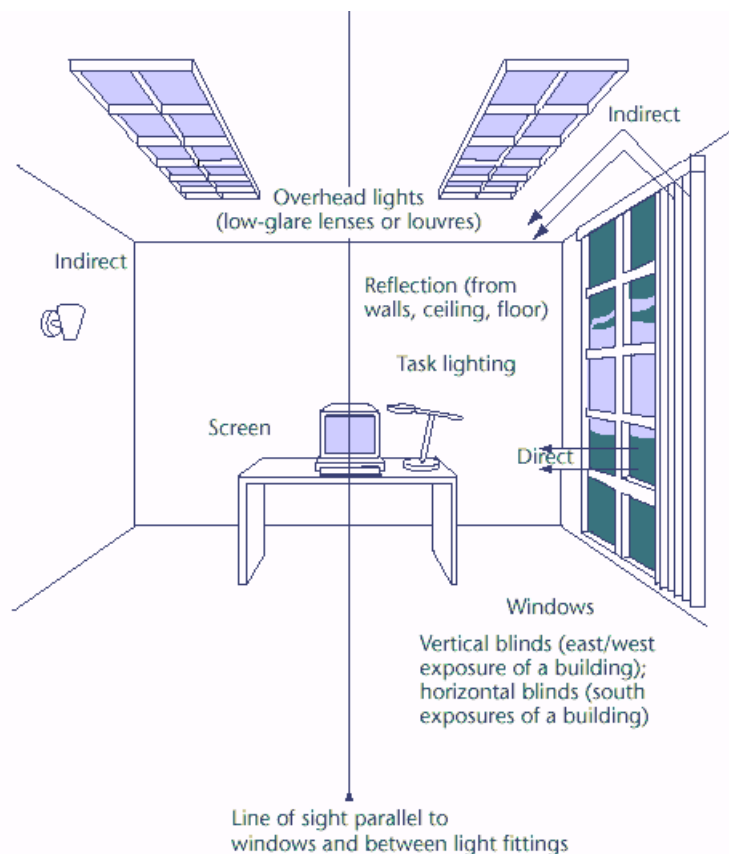 Indirect
Overhead lights
(low-glare lenses or louvres)
Indirect
Reflection (from
walls, ceiling, floor)
Task lighting
Screen
Direct
Windows
Vertical blinds (east/west
exposure of a building);
horizontal blinds (south
exposures of a building)
Line of sight parallel to
windows and between light fittings